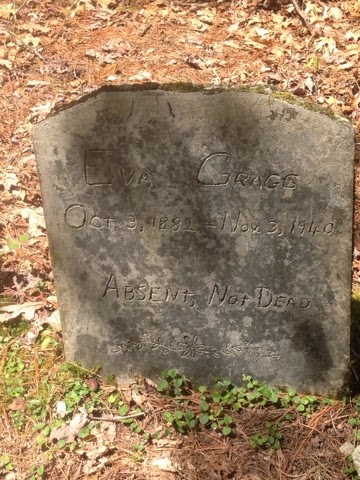 Eva Gragg
Oct. 3, 1882 – Nov. 3, 1940
Absent, Not Dead